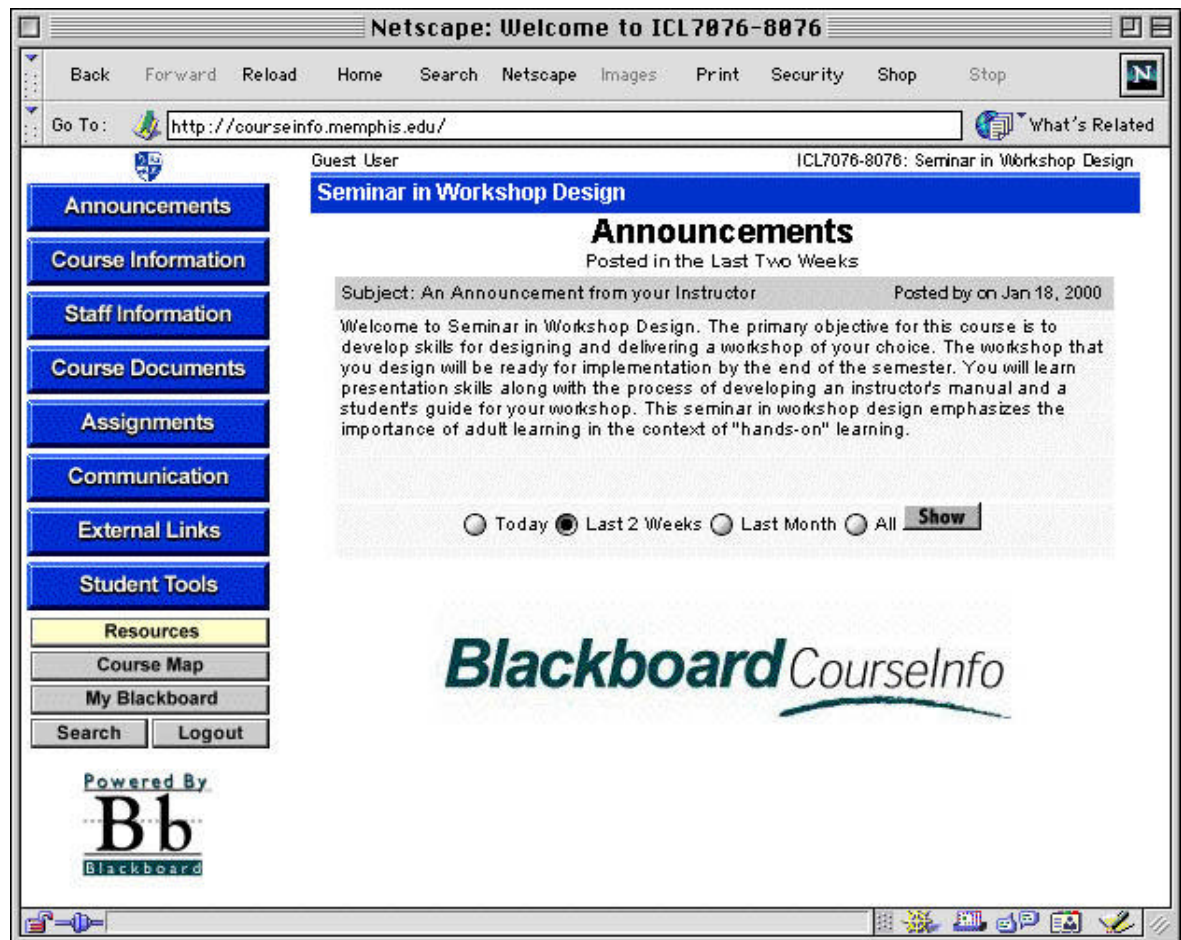 Netscape: Welcome to ICL7076-8076
Back Forward Reload Home Search Netscape Images Print Security Shop Stop
N
Go To: http://courseinfo.memphis.edu/ What's Related
Guest User ICL7076-8076: Seminar in Workshop Design
Seminar in Workshop Design
Announcements
Posted in the Last Two Weeks
Subject: An Announcement from your Instructor Posted by on Jan 18, 2000
Welcome to Seminar in Workshop Design. The primary objective for this course is to
develop skills for designing and delivering a workshop of your choice. The workshop that
you design will be ready for implementation by the end of the semester. You will learn
presentation skills along with the process of developing an instructor's manual and a
student's guide for your workshop. This seminar in workshop design emphasizes the
importance of adult learning in the context of "hands-on" learning.
Today Last 2 Weeks Last Month All Show
Blackboard CourseInfo
Announcements
Course Information
Staff Information
Course Documents
Assignments
Communication
External Links
Student Tools
Resources
Course Map
My Blackboard
Search Logout
Powered By
Bb
Blackboard